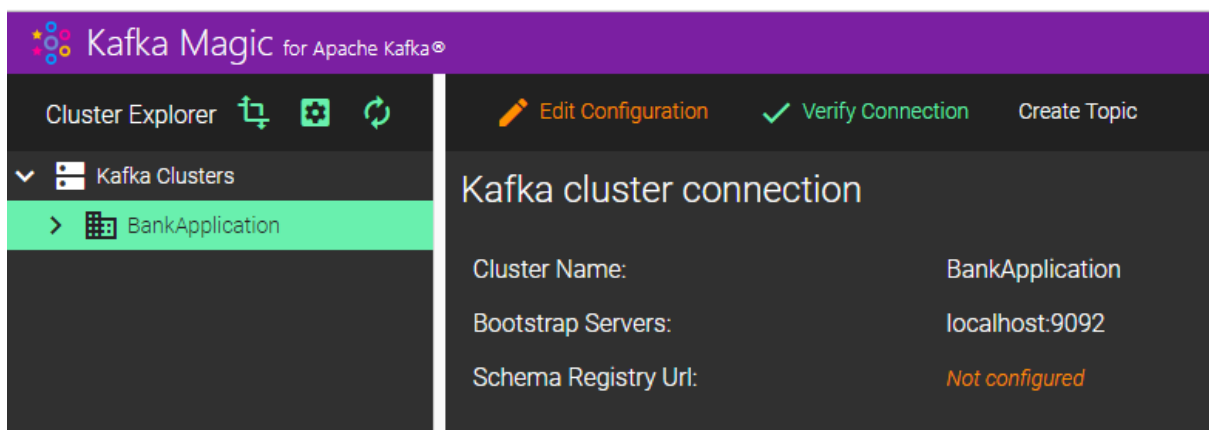 Kafka Magic for Apache Kafka®
Cluster Explorer
Edit Configuration Verify Connection Create Topic
Kafka Clusters
BankApplication
Kafka cluster connection
Cluster Name: BankApplication
Bootstrap Servers: localhost:9092
Schema Registry Url: Not configured